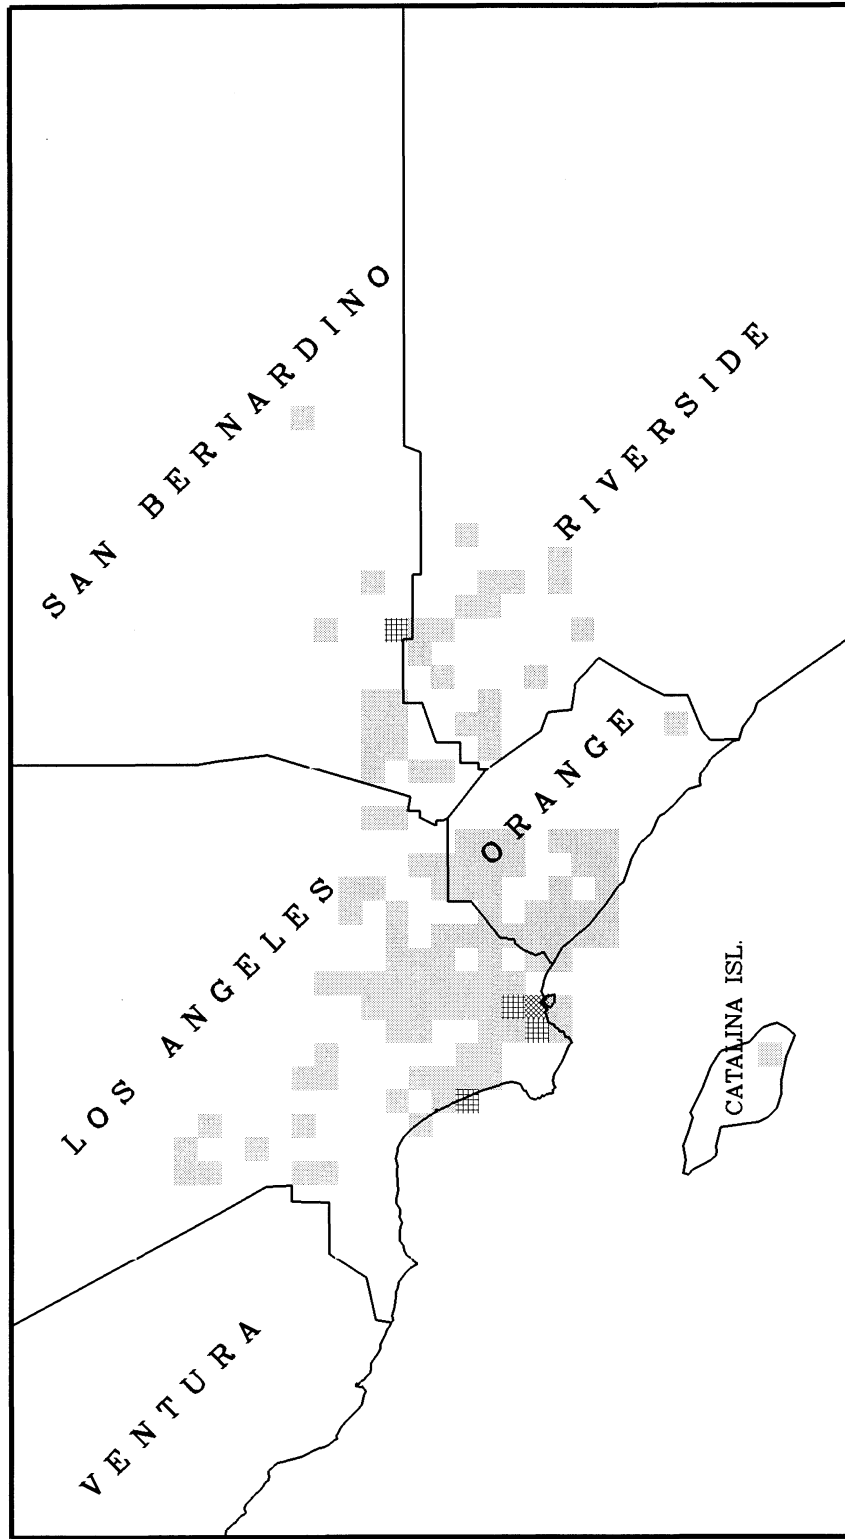 SAN BERNARDINO
RIVERSIDE
ORANGE
LOS ANGELES
CATALINA ISL.
VENTURA